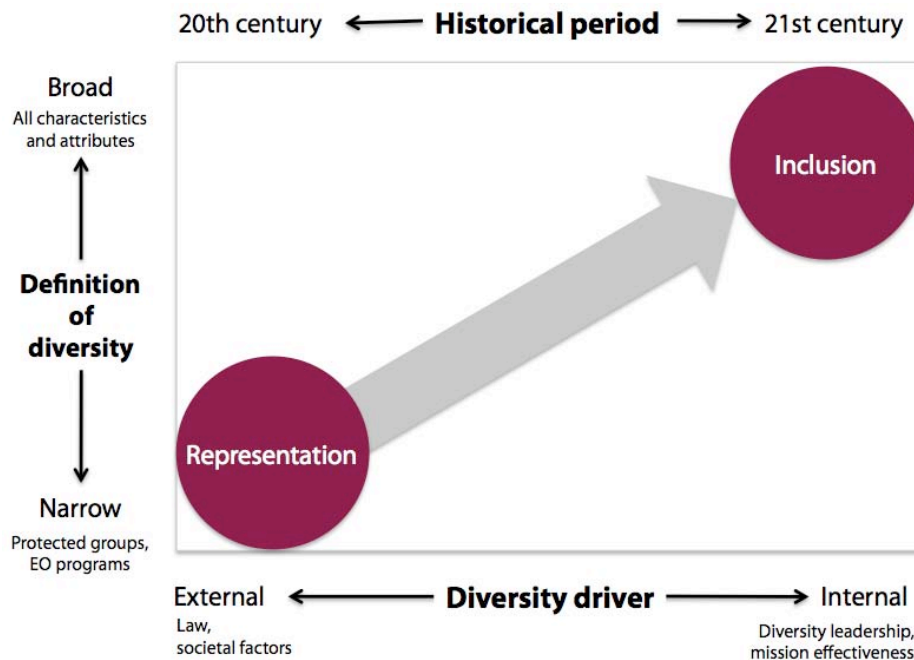 20th century Historical period 21st century
Broad
All characteristics
and attributes
Inclusion
Definition
of
diversity
Representation
Narrow
Protected groups,
EO programs
External Diversity driver Internal
Law,
societal factors
Diversity leadership,
mission effectiveness